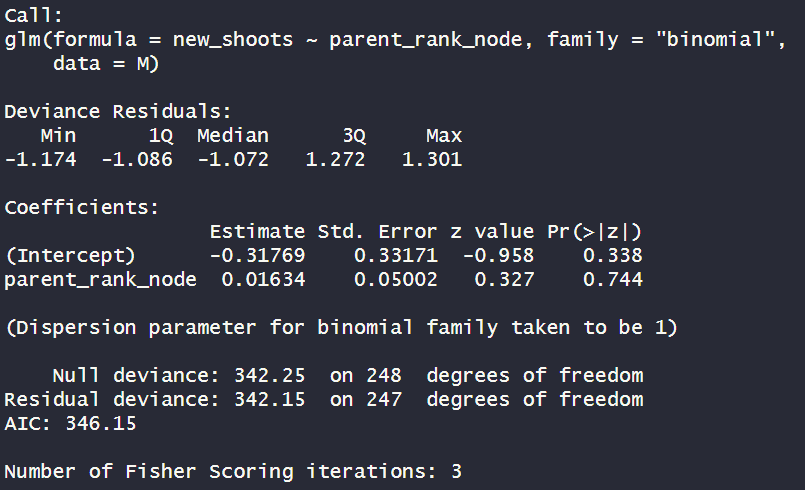 Call:
glm(formula = new_shoots ~ parent_rank_node, family = "binomial",
    data = M)

Deviance Residuals:
   Min      1Q  Median      3Q     Max
-1.174  -1.086  -1.072   1.272   1.301

Coefficients:
                 Estimate Std. Error z value Pr(>|z|)
(Intercept)      -0.31769    0.33171  -0.958    0.338
parent_rank_node  0.01634    0.05002   0.327    0.744

(Dispersion parameter for binomial family taken to be 1)

    Null deviance: 342.25  on 248  degrees of freedom
Residual deviance: 342.15  on 247  degrees of freedom
AIC: 346.15

Number of Fisher Scoring iterations: 3